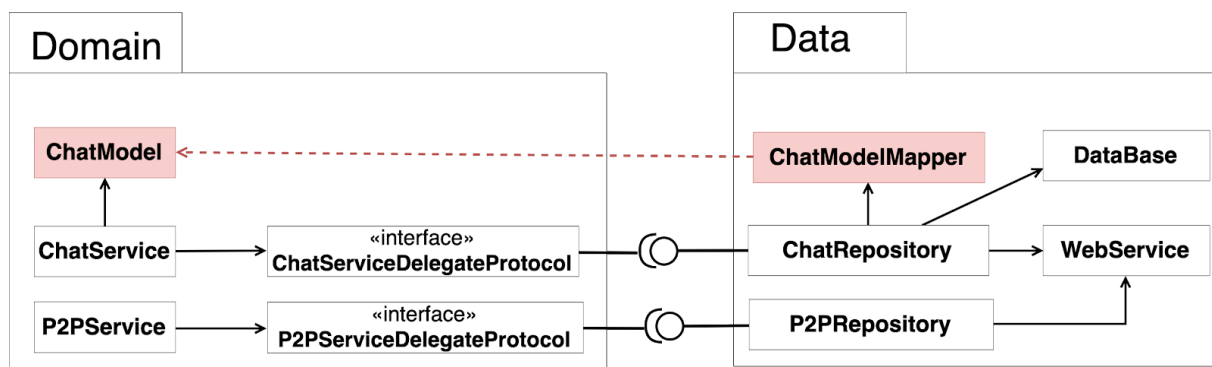 Domain
Data
ChatModel
ChatModelMapper
DataBase
ChatService
«interface»
ChatServiceDelegateProtocol
ChatRepository
WebService
P2PService
«interface»
P2PServiceDelegateProtocol
P2PRepository